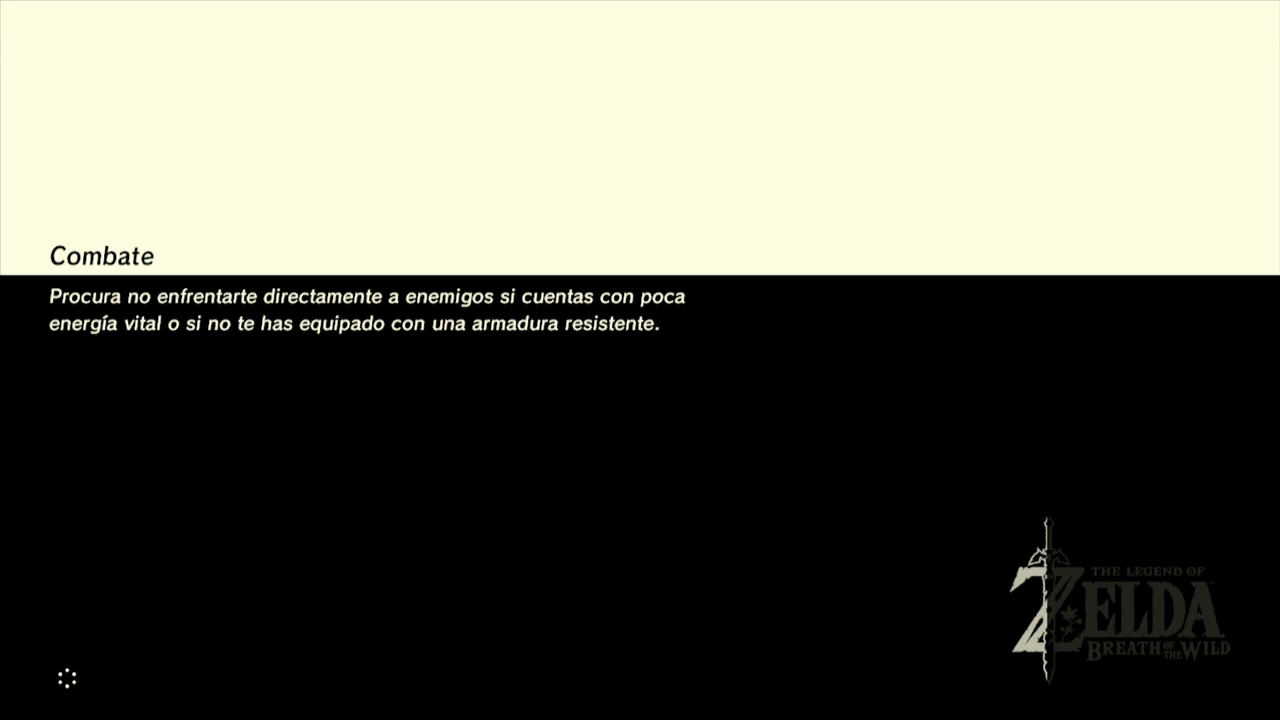 Combate
Procura no enfrentarte directamente a enemigos si cuentas con poca
energía vital o si no te has equipado con una armadura resistente.
THE LEGEND OF
ZELDA
BREATH OF THE WILD